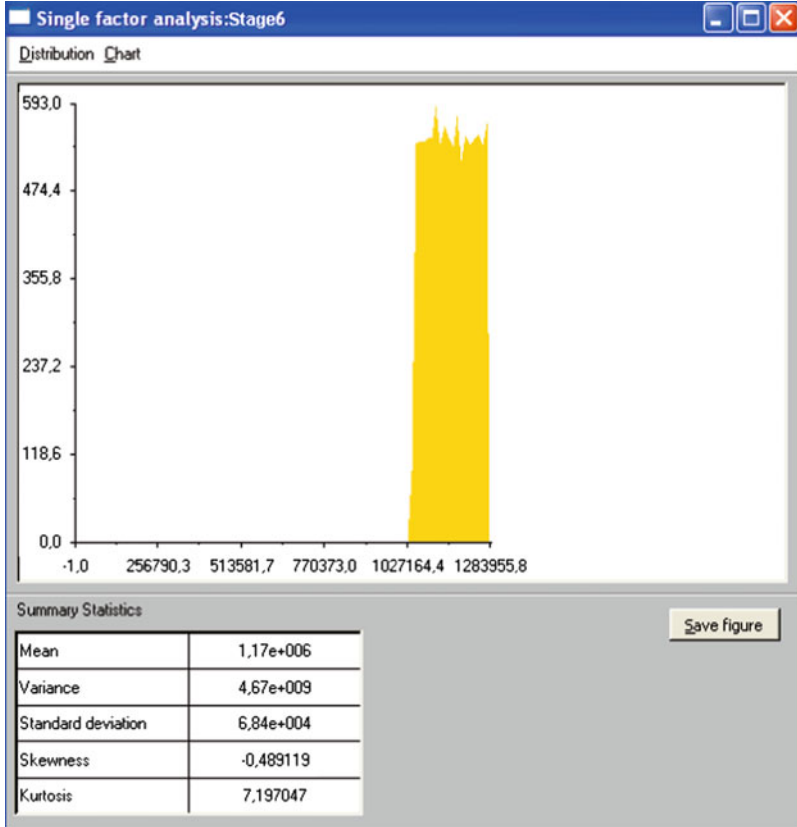 Single factor analysis:Stage6
Distribution Chart
593,0
474,4
355,8
237,2
118,6
0,0
-1,0 256790,3 513581,7 770373,0 1027164,4 1283955,8
Summary Statistics
Save figure
Mean 1,17e+006
Variance 4,67e+009
Standard deviation 6,84e+004
Skewness -0,489119
Kurtosis 7,197047